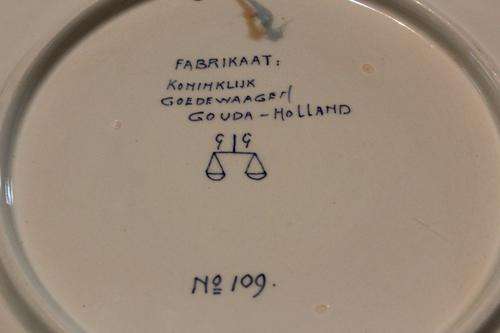 FABRIKAAT:
KONINKLIJK
GOEDEWAAGEN
GOUDA - HOLLAND
G G
No 109.